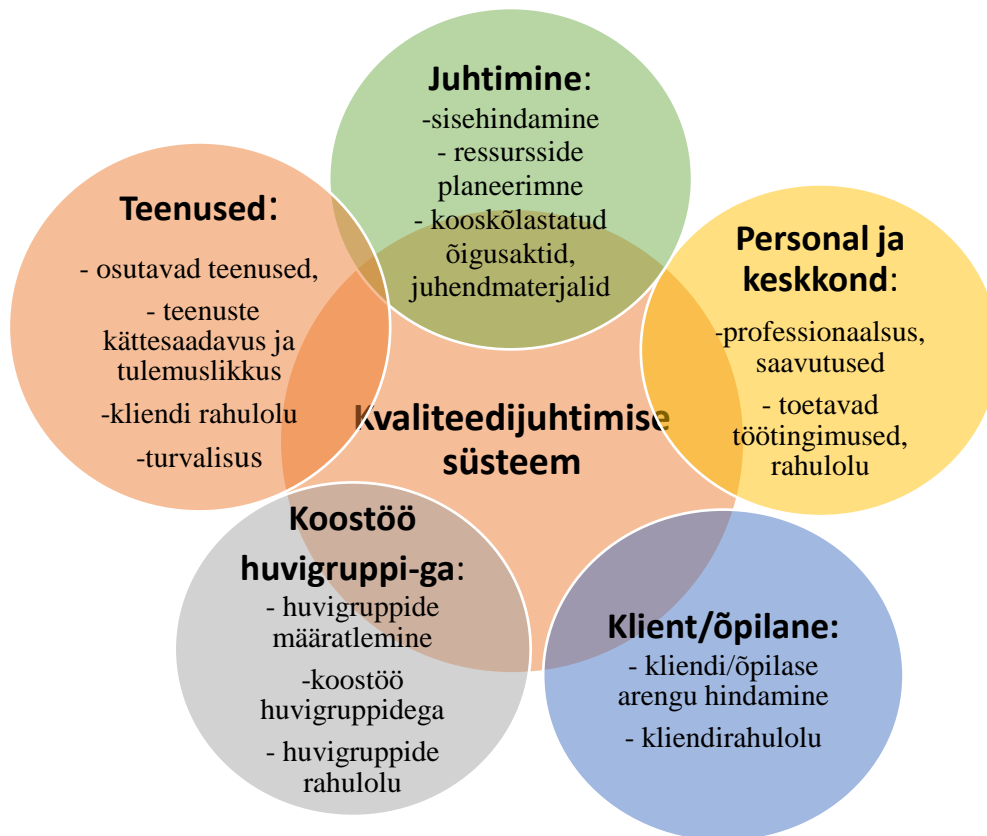 Juhtimine:
-sisehindamine
- ressursside
planeerimne
- kooskõlastatud
õigusaktid,
juhendmaterjalid
Teenused:
- osutavad teenused,
- teenuste
kättesaadavus ja
tulemuslikkus
-kliendi rahulolu
-turvalisus
Personal ja
keskkond:
-professionaalsus,
saavutused
- toetavad
töötingimused,
rahulolu
Kvaliteedijuhtimise
süsteem
Koostöö
huvigruppi-ga:
- huvigruppide
määratlemine
-koostöö
huvigruppidega
- huvigruppide
rahulolu
Klient/õpilane:
- kliendi/õpilase
arengu hindamine
- kliendirahulolu